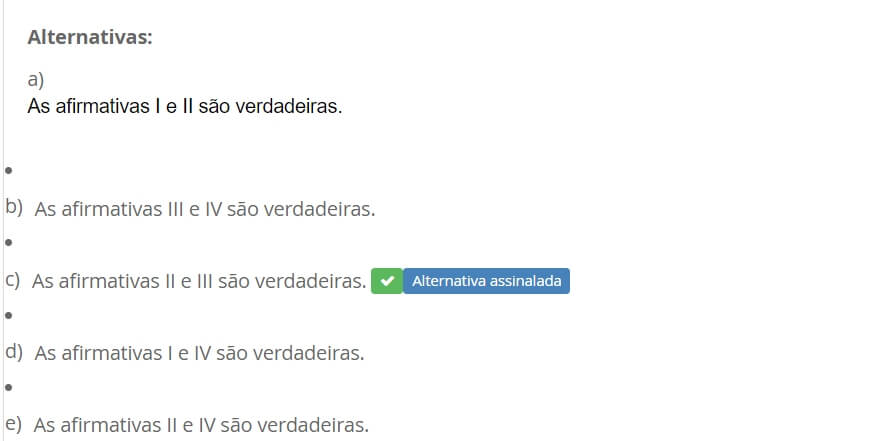 Alternativas:
a)
As afirmativas I e II são verdadeiras.
b) As afirmativas III e IV são verdadeiras.
c) As afirmativas II e III são verdadeiras. ✔ Alternativa assinalada
d) As afirmativas I e IV são verdadeiras.
e) As afirmativas II e IV são verdadeiras.